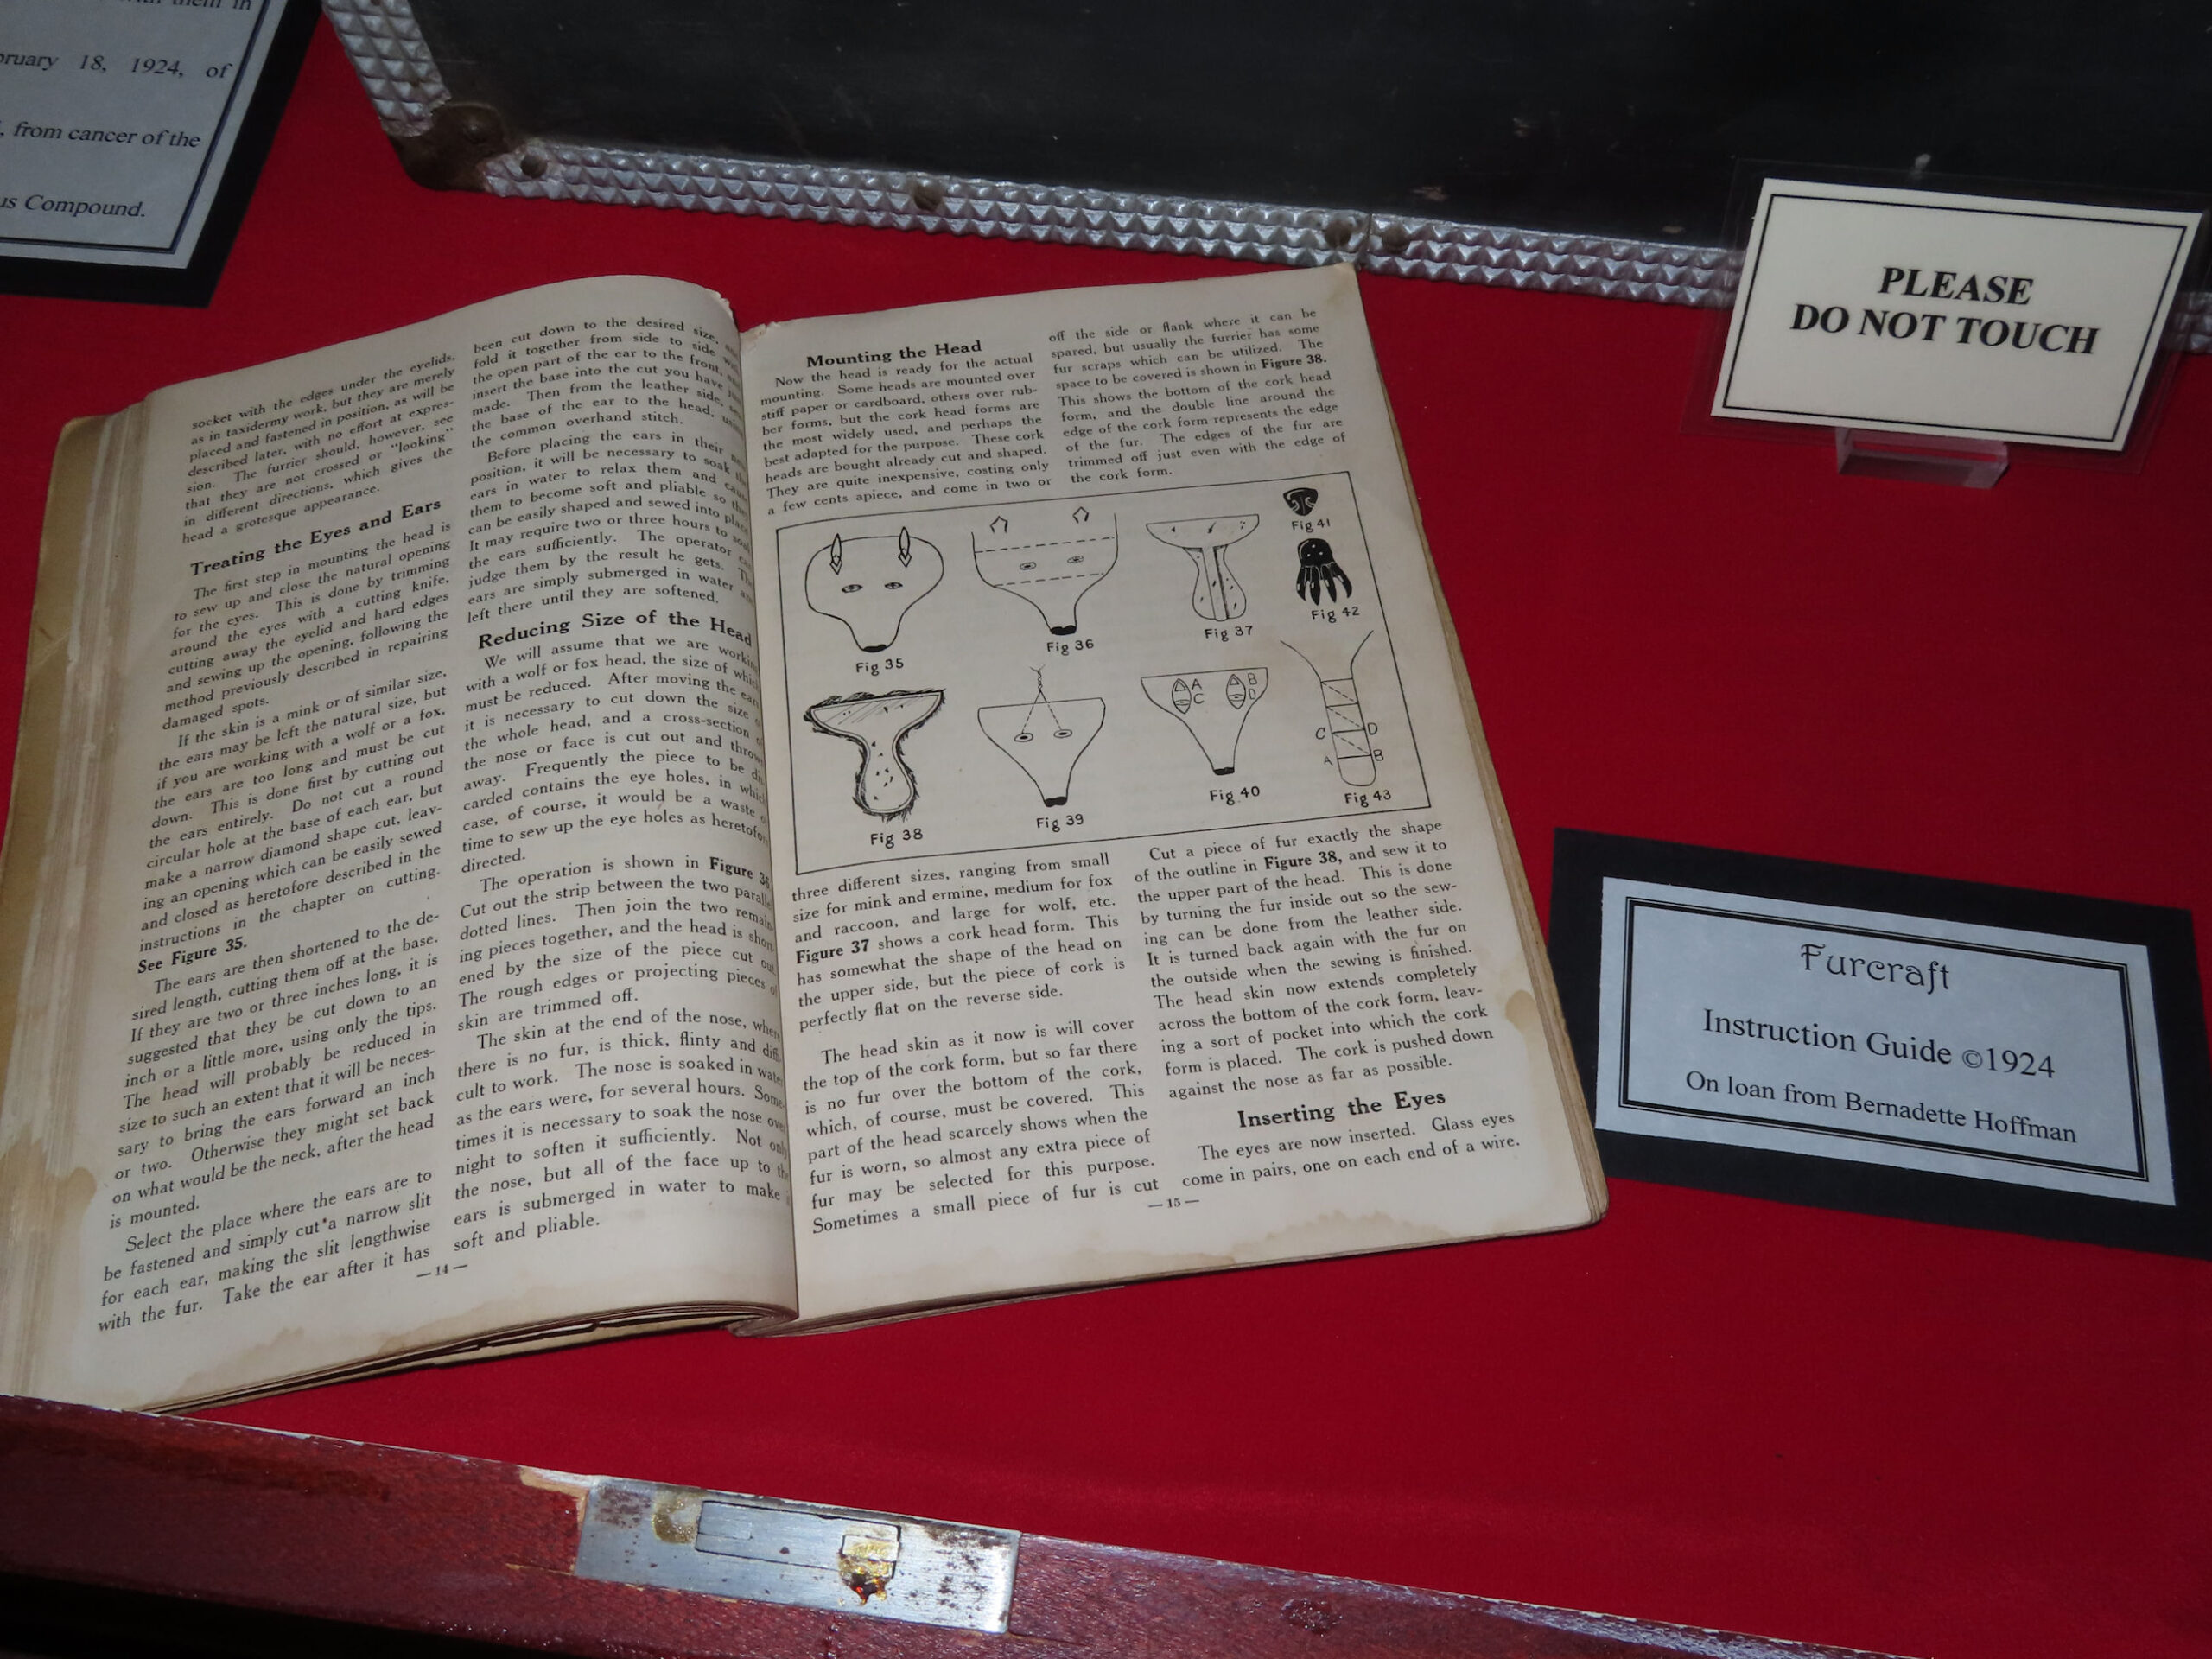 with them in
bruary 18, 1924, of
, from cancer of the
us Compound.
PLEASE
DO NOT TOUCH
socket with the edges under the eyelids,
as in taxidermy work, but they are merely
placed and fastened in position, as will be
described later, with no effort at expres-
sion. The furrier should, however, see
that they are not crossed or "looking"
in different directions, which gives the
head a grotesque appearance.
Treating the Eyes and Ears
The first step in mounting the head is
to sew up and close the natural opening
for the eyes. This is done by trimming
around the eyes with a cutting knife,
cutting away the eyelid and hard edges
and sewing up the opening, following the
method previously described in repairing
damaged spots.
If the skin is a mink or of similar size,
the ears may be left the natural size, but
if you are working with a wolf or a fox,
the ears are too long and must be cut
down. This is done first by cutting out
the ears entirely. Do not cut a round
circular hole at the base of each ear, but
make a narrow diamond shape cut, leav-
ing an opening which can be easily sewed
and closed as heretofore described in the
instructions in the chapter on cutting.
See Figure 35.
The ears are then shortened to the de-
sired length, cutting them off at the base.
If they are two or three inches long, it is
suggested that they be cut down to an
inch or a little more, using only the tips.
The head will probably be reduced in
size to such an extent that it will be neces-
sary to bring the ears forward an inch
or two. Otherwise they might set back
on what would be the neck, after the head
is mounted.
Select the place where the ears are to
be fastened and simply cut a narrow slit
for each ear, making the slit lengthwise
with the fur. Take the ear after it has
been cut down to the desired size,
fold it together from side to side
the open part of the ear to the front,
insert the base into the cut you have
made. Then from the leather side,
the base of the ear to the head,
the common overhand stitch.
Before placing the ears in their
position, it will be necessary to soak
ears in water to relax them and
them to become soft and pliable so
can be easily shaped and sewed into
It may require two or three hours to
the ears sufficiently. The operator
judge them by the result he gets.
ears are simply submerged in water
left there until they are softened.
Reducing Size of the Head
We will assume that we are
with a wolf or fox head, the size of
must be reduced. After moving the
it is necessary to cut down the size
the whole head, and a cross-section
the nose or face is cut out and
away. Frequently the piece to be
carded contains the eye holes, in
case, of course, it would be a waste
time to sew up the eye holes as
directed.
The operation is shown in Figure
Cut out the strip between the two
dotted lines. Then join the two
ing pieces together, and the head is
ened by the size of the piece cut
The rough edges or projecting pieces
skin are trimmed off.
The skin at the end of the nose,
there is no fur, is thick, flinty and
cult to work. The nose is soaked in
as the ears were, for several hours.
times it is necessary to soak the nose
night to soften it sufficiently. Not
the nose, but all of the face up to
ears is submerged in water to make
soft and pliable.
— 14 —
Mounting the Head
Now the head is ready for the actual
mounting. Some heads are mounted over
stiff paper or cardboard, others over rub-
ber forms, but the cork head forms are
the most widely used, and perhaps the
best adapted for the purpose. These cork
heads are bought already cut and shaped.
They are quite inexpensive, costing only
a few cents apiece, and come in two or
off the side or flank where it can be
spared, but usually the furrier has some
fur scraps which can be utilized. The
space to be covered is shown in Figure 38.
This shows the bottom of the cork head
form, and the double line around the
edge of the cork form represents the edge
of the fur. The edges of the fur are
trimmed off just even with the edge of
the cork form.
Fig 35
Fig 36
Fig 37
Fig 41
Fig 42
Fig 38
Fig 39
A
C
B
D
Fig 40
C
D
A
B
Fig 43
three different sizes, ranging from small
size for mink and ermine, medium for fox
and raccoon, and large for wolf, etc.
Figure 37 shows a cork head form. This
has somewhat the shape of the head on
the upper side, but the piece of cork is
perfectly flat on the reverse side.
The head skin as it now is will cover
the top of the cork form, but so far there
is no fur over the bottom of the cork,
which, of course, must be covered. This
part of the head scarcely shows when the
fur is worn, so almost any extra piece of
fur may be selected for this purpose.
Sometimes a small piece of fur is cut
Cut a piece of fur exactly the shape
of the outline in Figure 38, and sew it to
the upper part of the head. This is done
by turning the fur inside out so the sew-
ing can be done from the leather side.
It is turned back again with the fur on
the outside when the sewing is finished.
The head skin now extends completely
across the bottom of the cork form, leav-
ing a sort of pocket into which the cork
form is placed. The cork is pushed down
against the nose as far as possible.
Inserting the Eyes
The eyes are now inserted. Glass eyes
come in pairs, one on each end of a wire.
— 15 —
Furcraft
Instruction Guide ©1924
On loan from Bernadette Hoffman